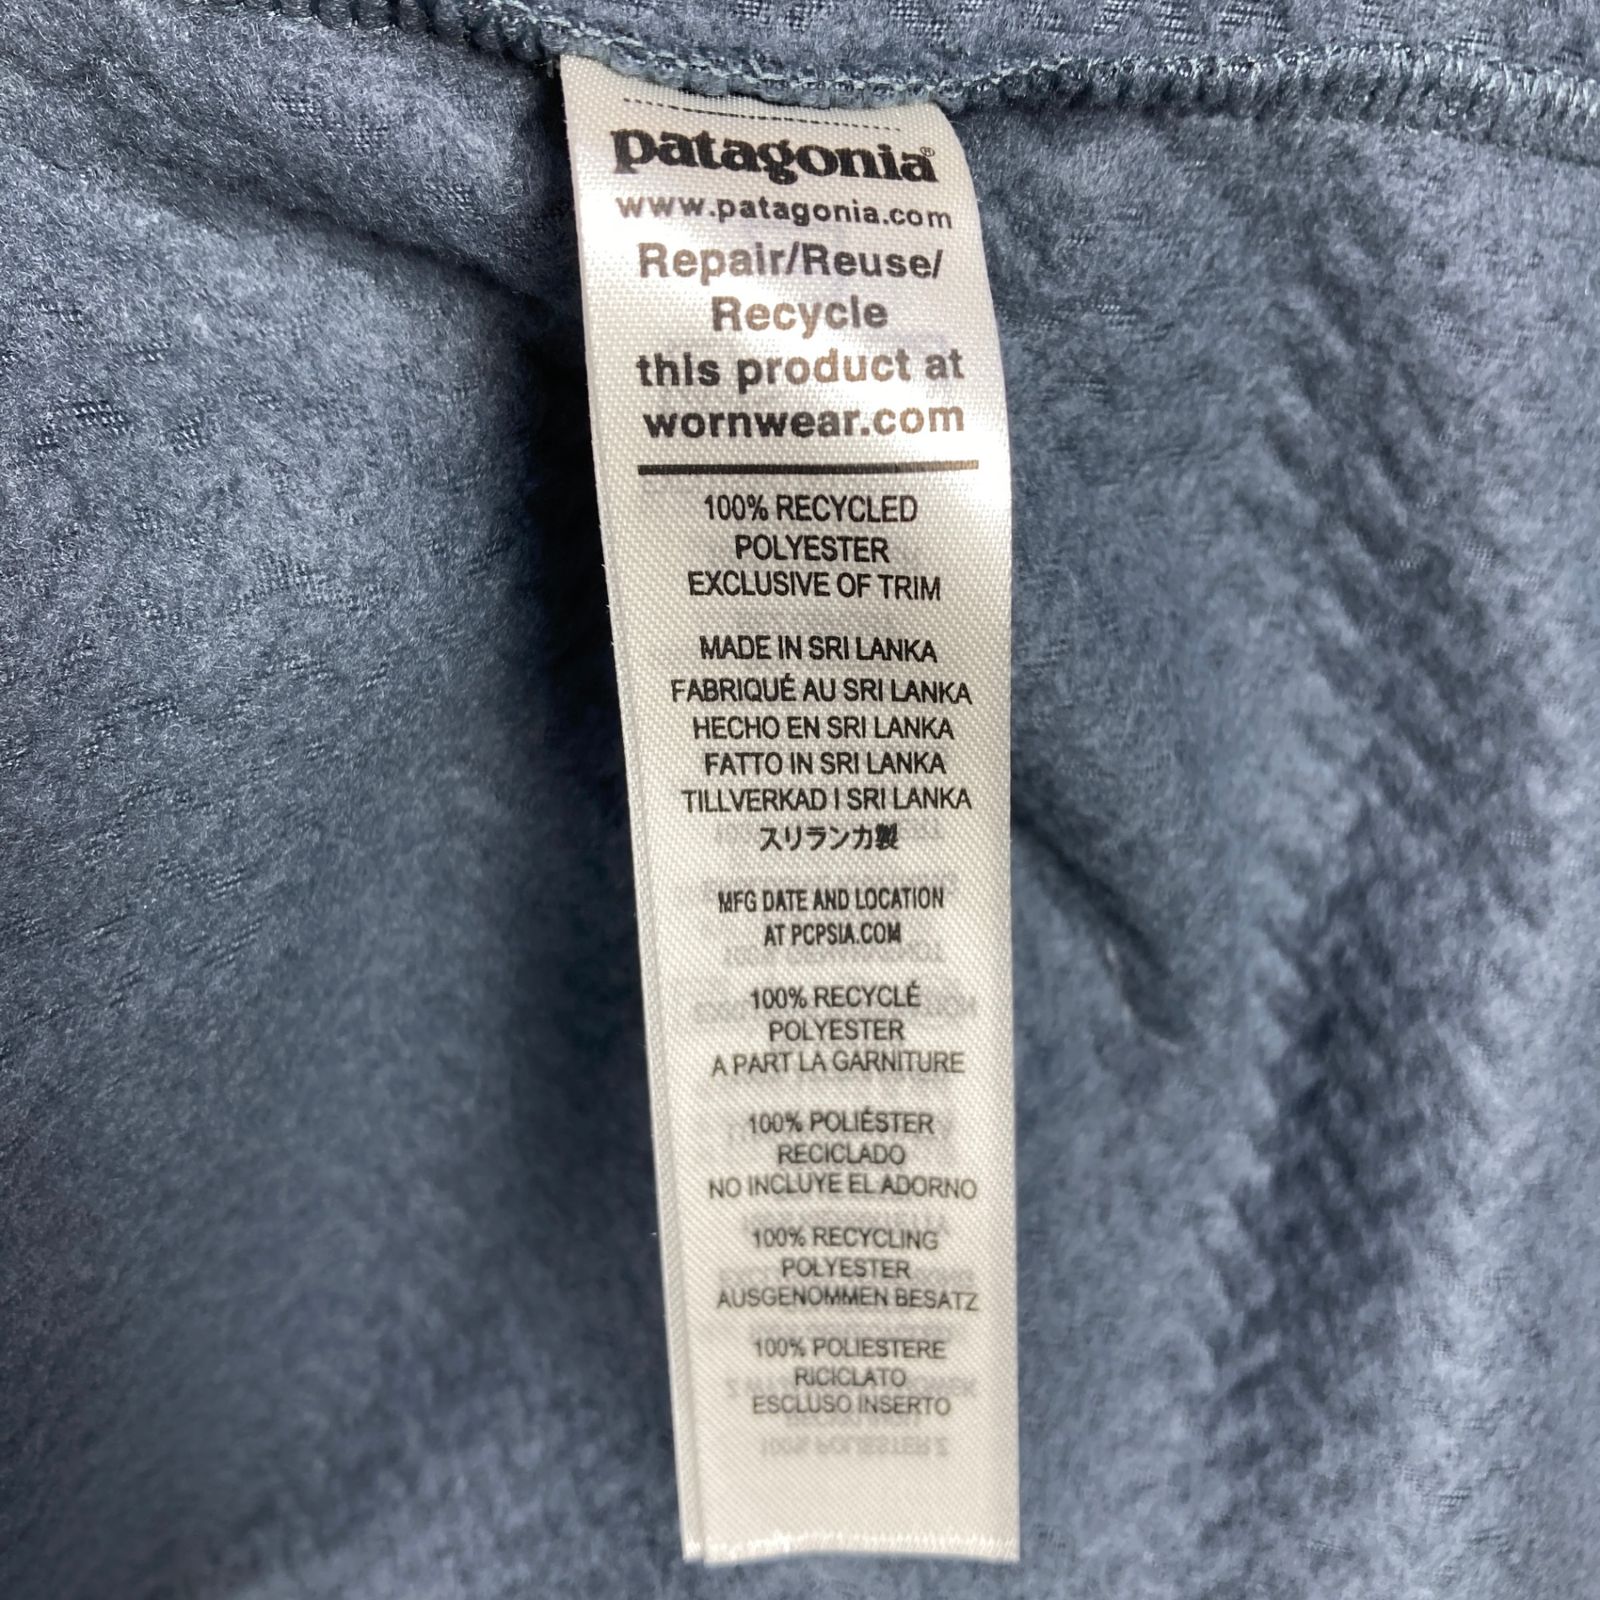 patagonia®
www.patagonia.com
Repair/Reuse/
Recycle
this product at
wornwear.com
100% RECYCLED
POLYESTER
EXCLUSIVE OF TRIM
MADE IN SRI LANKA
FABRIQUÉ AU SRI LANKA
HECHO EN SRI LANKA
FATTO IN SRI LANKA
TILLVERKAD I SRI LANKA
スリランカ製
MFG DATE AND LOCATION
AT PCPSIA.COM
100% RECYCLÉ
POLYESTER
A PART LA GARNITURE
100% POLIÉSTER
RECICLADO
NO INCLUYE EL ADORNO
100% RECYCLING
POLYESTER
AUSGENOMMEN BESATZ
100% POLIESTERE
RICICLATO
ESCLUSO INSERTO